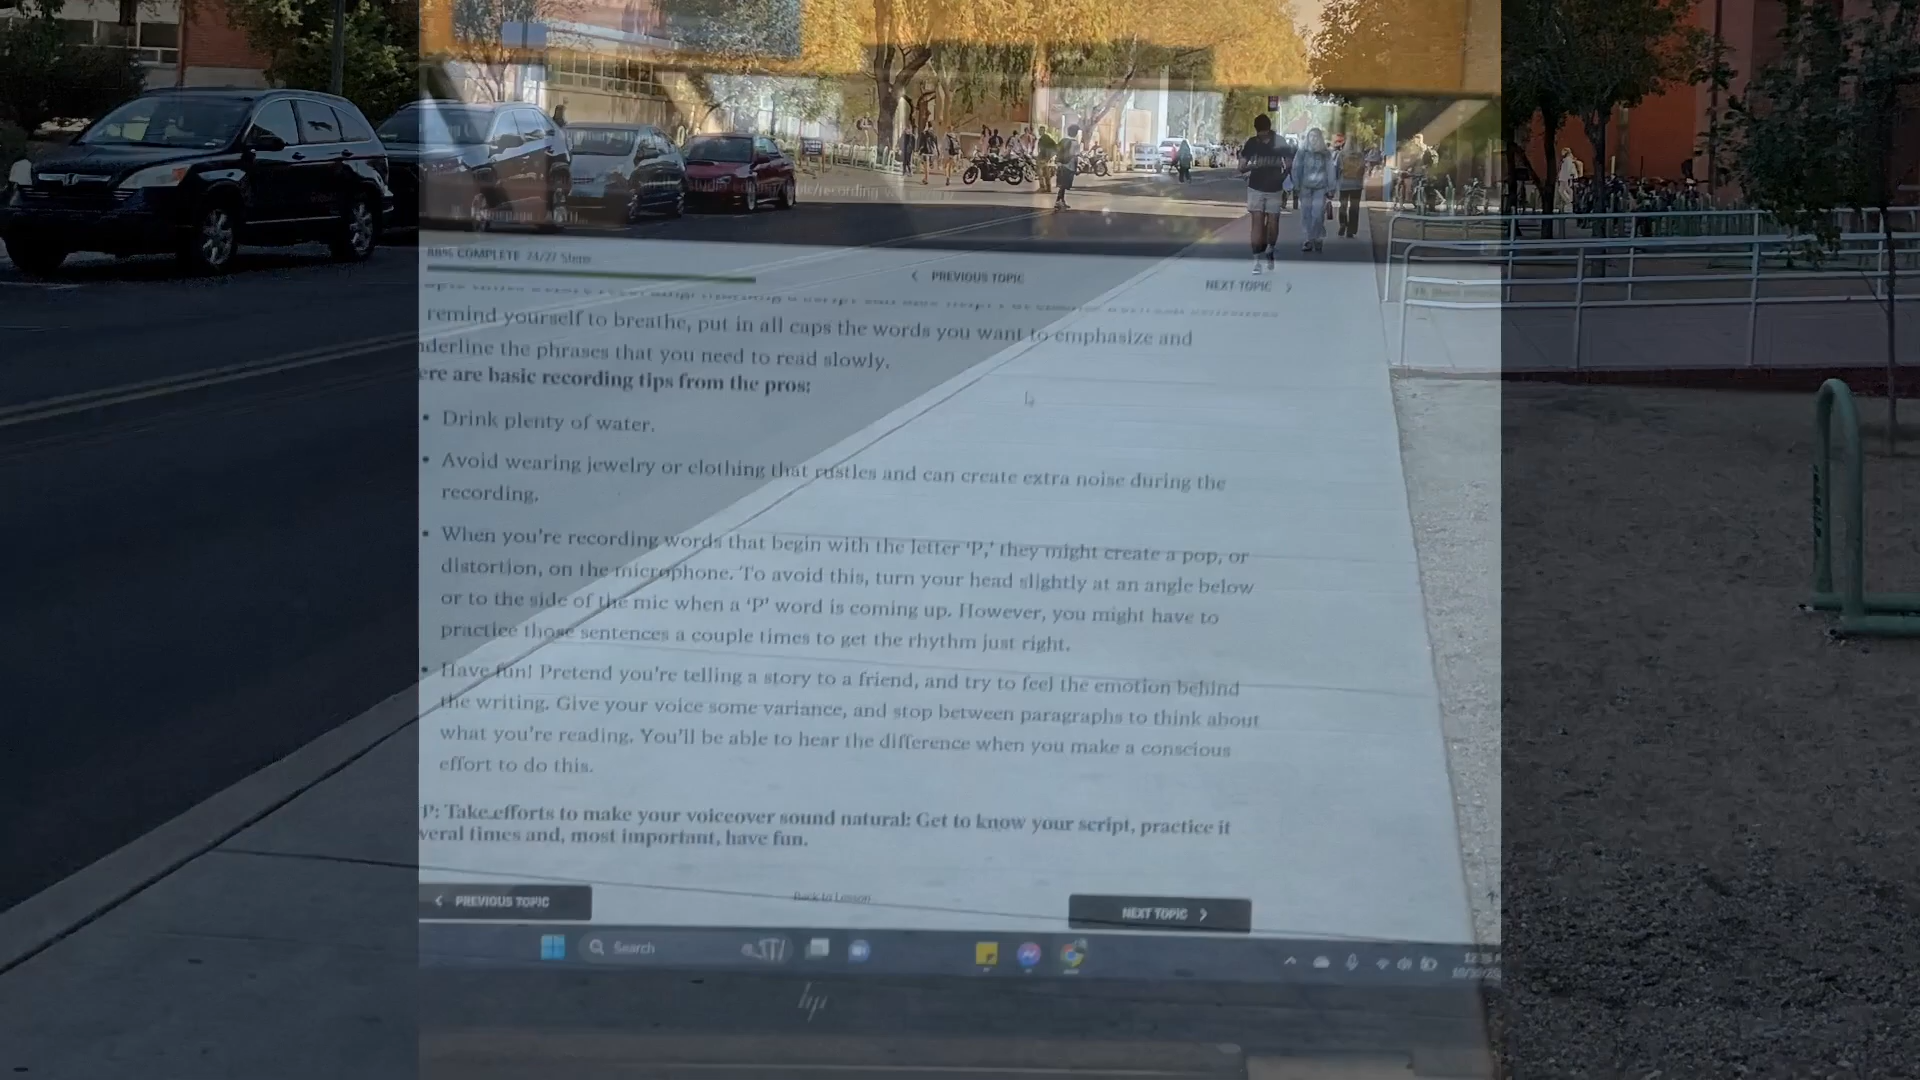 88% COMPLETE 24/27 Steps
PREVIOUS TOPIC
NEXT TOPIC
remind yourself to breathe, put in all caps the words you want to emphasize and
nderline the phrases that you need to read slowly.
ere are basic recording tips from the pros:
• Drink plenty of water.
• Avoid wearing jewelry or clothing that rustles and can create extra noise during the
recording.
• When you're recording words that begin with the letter 'P,' they might create a pop, or
distortion, on the microphone. To avoid this, turn your head slightly at an angle below
or to the side of the mic when a 'P' word is coming up. However, you might have to
practice those sentences a couple times to get the rhythm just right.
• Have fun! Pretend you're telling a story to a friend, and try to feel the emotion behind
the writing. Give your voice some variance, and stop between paragraphs to think about
what you're reading. You'll be able to hear the difference when you make a conscious
effort to do this.
P: Take efforts to make your voiceover sound natural: Get to know your script, practice it
veral times and, most important, have fun.
PREVIOUS TOPIC
Back to Lesson
NEXT TOPIC
Search
hp